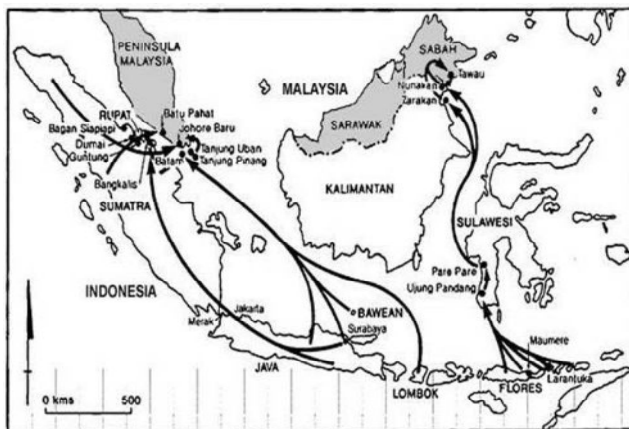 PENINSULA
MALAYSIA
SABAH
Tawau
Nunakan
Zarakan
MALAYSIA
RUPAT
Batu Pahat
Bagan Siapiapi
Johore Baru
Dumai
Tanjung Uban
Guntung
Batam
Tanjung Pinang
SARAWAK
Bangkalis
KALIMANTAN
SUMATRA
SULAWESI
Pare Pare
INDONESIA
Ujung Pandang
Jakarta
BAWEAN
Merak
Surabaya
Maumere
JAVA
Larantuka
LOMBOK
FLORES
0 kms 500